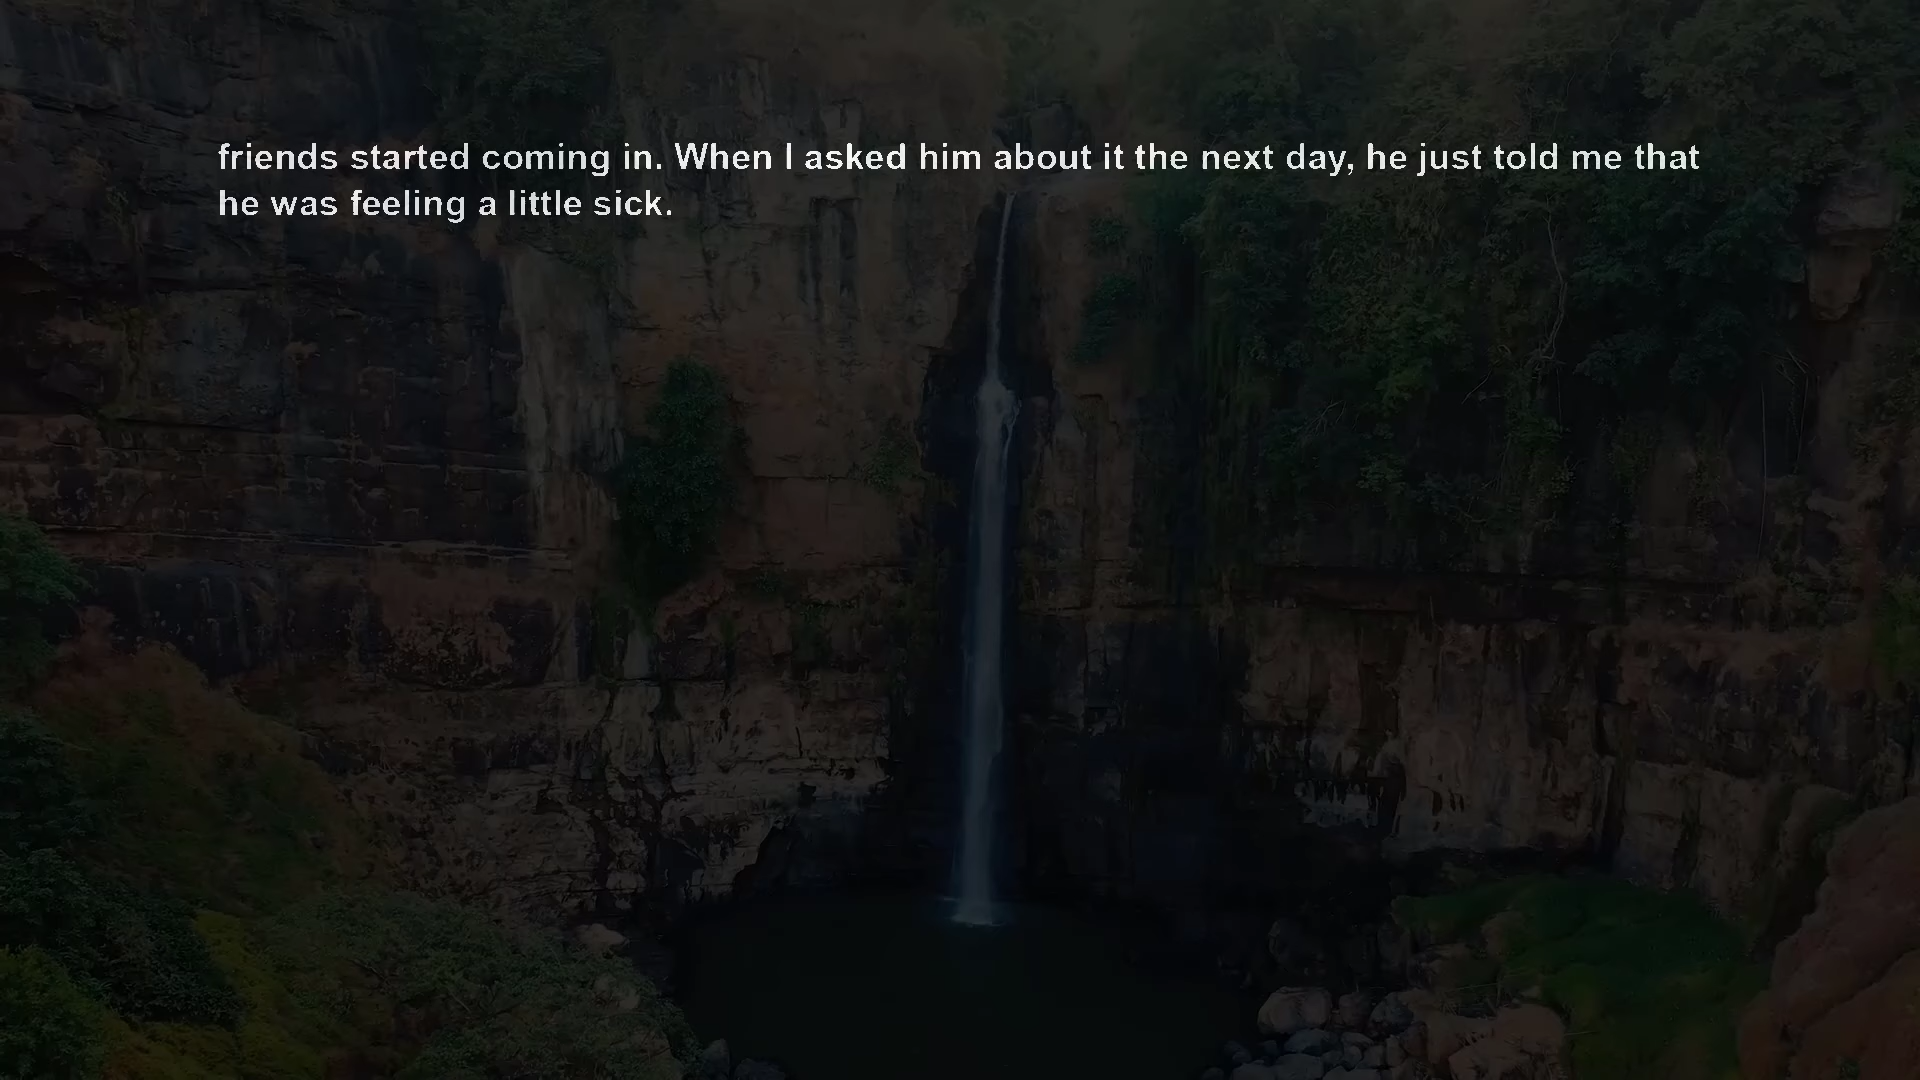 friends started coming in. When I asked him about it the next day, he just told me that
he was feeling a little sick.